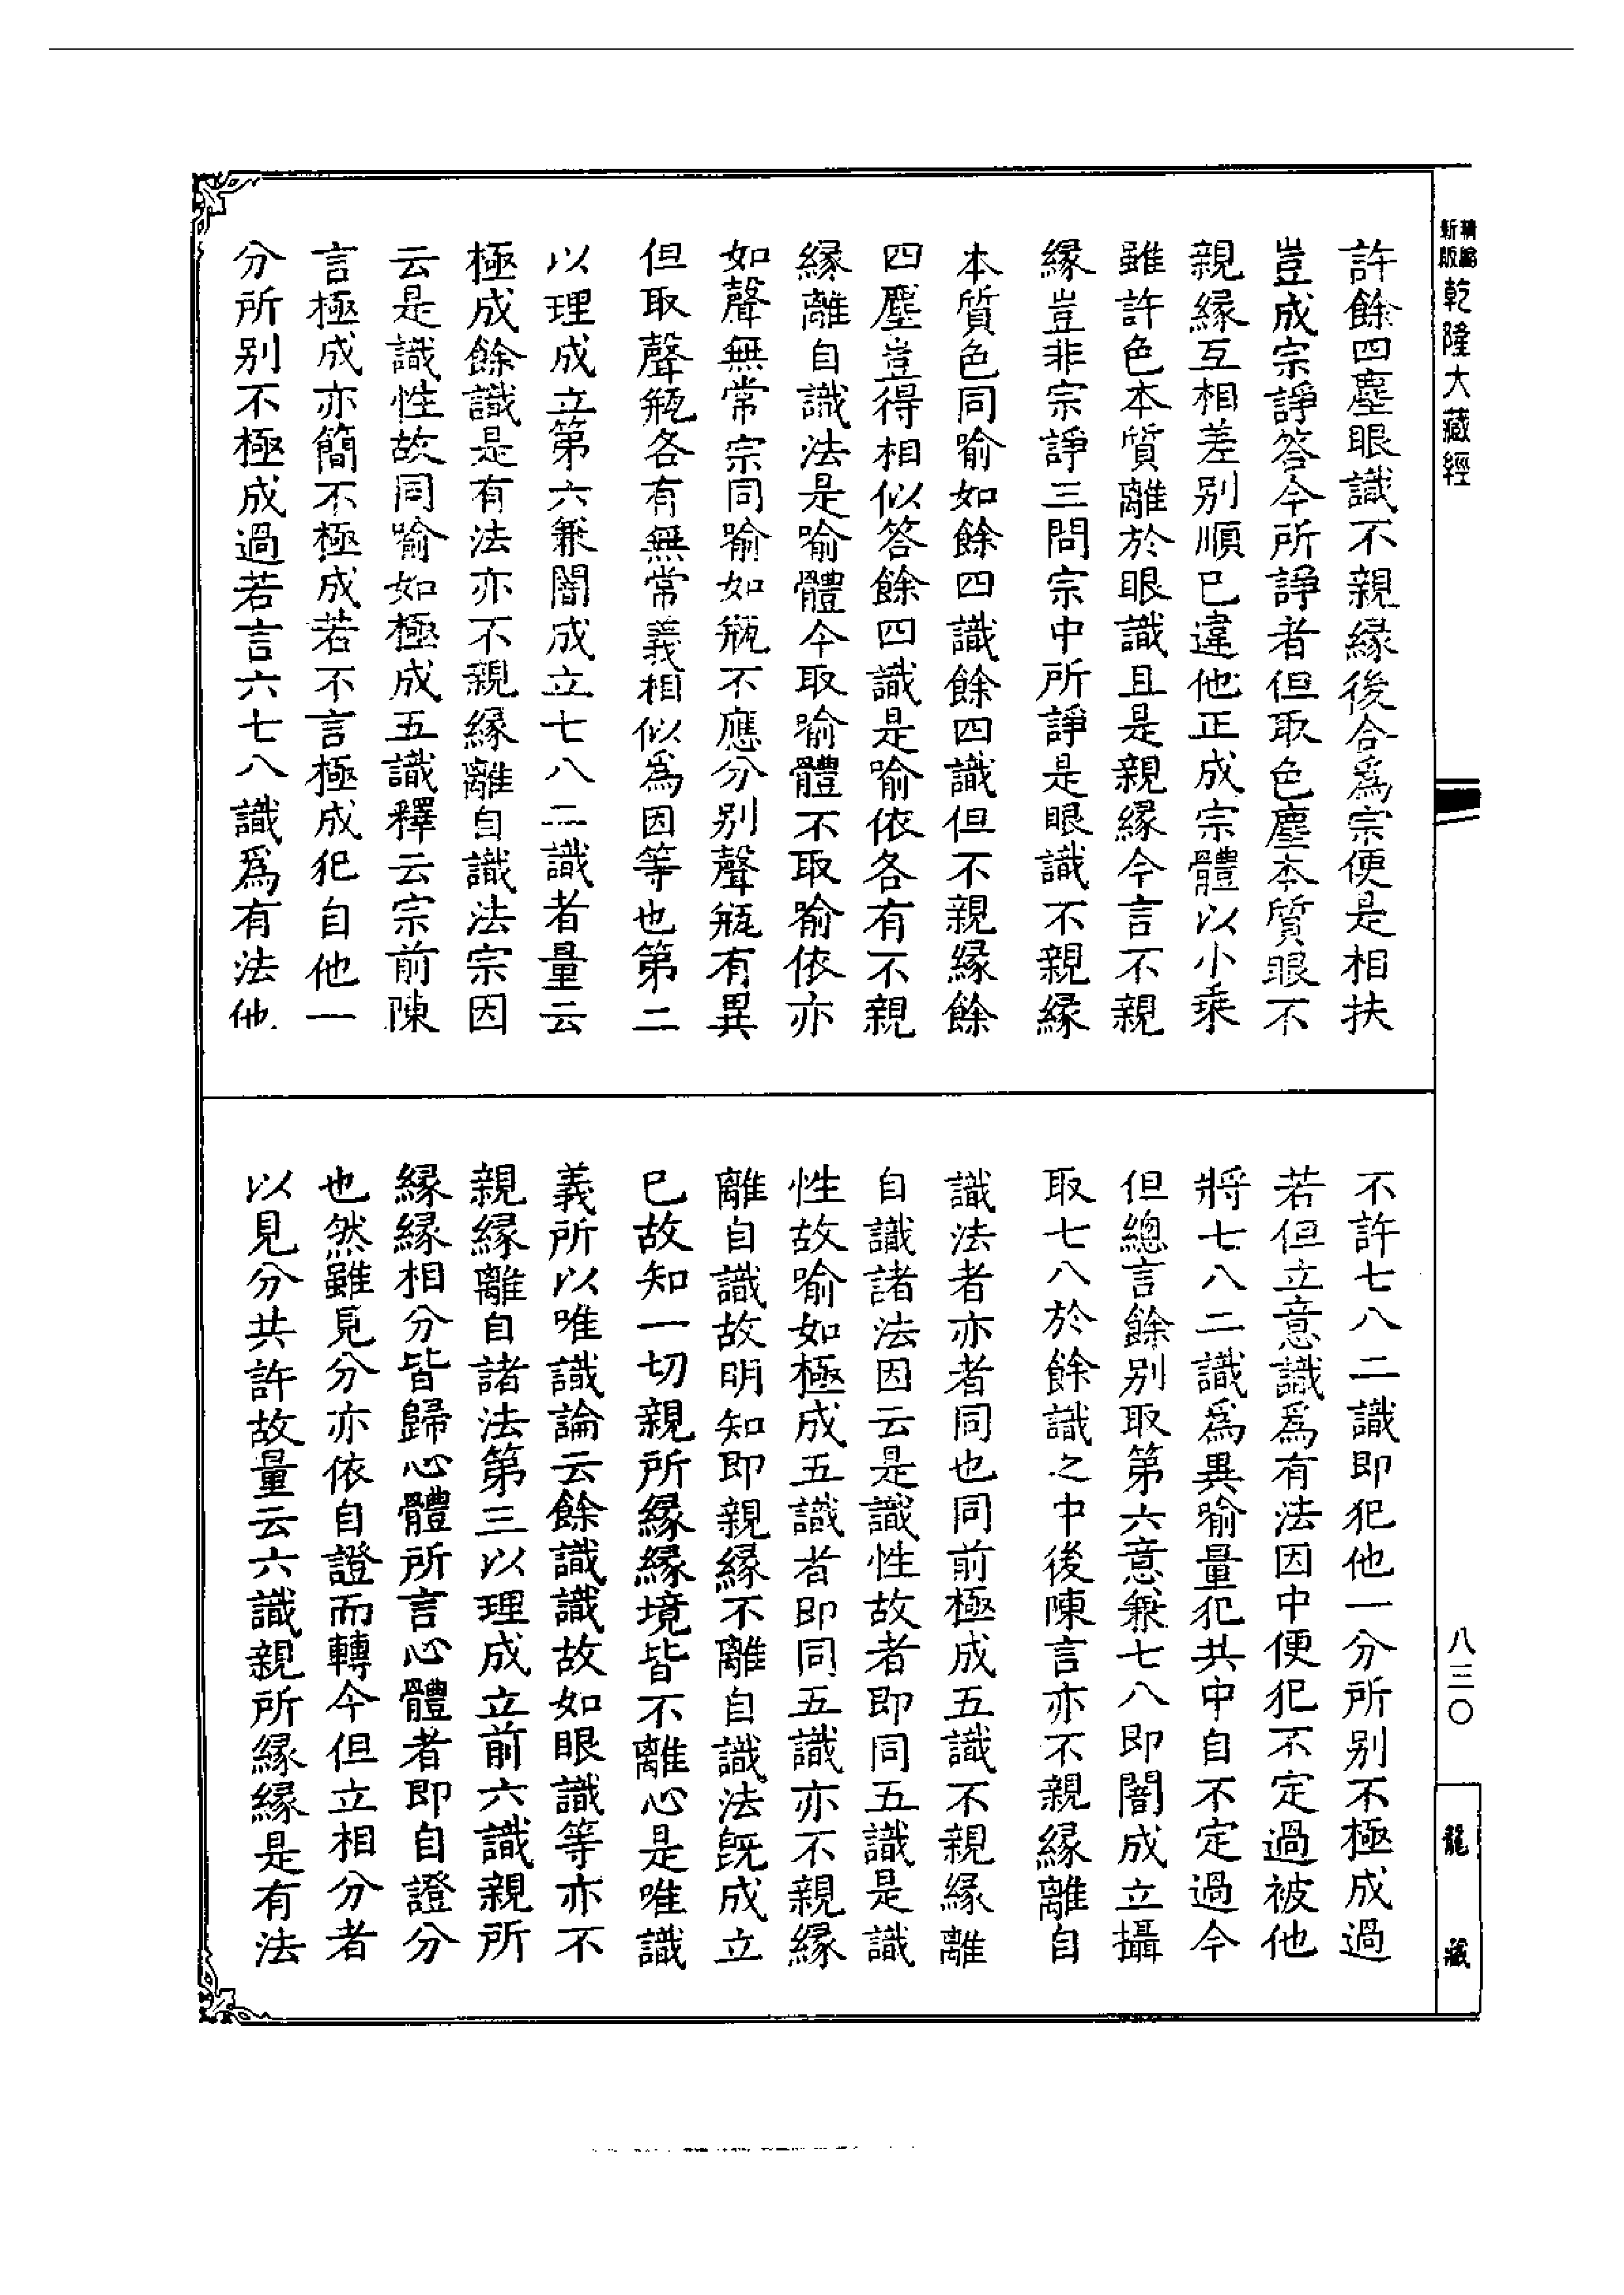 新版精縮乾隆大藏經
許餘四塵眼識不親緣後合為宗便是相扶
豈成宗諍答今所諍者但取色塵本質眼不
親緣互相差別順巳違他正成宗體以小乘
雖許色本質離於眼識且是親緣今言不親
緣豈非宗諍三問宗中所諍是眼識不親緣
本質色同喻如餘四識餘四識但不親緣餘
四塵豈得相似答餘四識是喻依各有不親
緣離自識法是喻體今取喻體不取喻依亦
如聲無常宗同喻如瓶不應分別聲瓶有異
但取聲瓶各有無常義相似為因等也第二
以理成立第六兼闇成立七八二識者量云
極成餘識是有法亦不親緣離自識法宗因
云是識性故同喻如極成五識釋云宗前陳
言極成亦簡不極成若不言極成犯自他一
分所別不極成過若言六七八識為有法他
不許七八二識即犯他一分所別不極成過
若但立意識為有法因中便犯不定過被他
將七八二識為異喻量犯共中自不定過今
但總言餘別取第六意兼七八即闇成立攝
取七八於餘識之中後陳言亦不親緣離自
識法者亦者同也同前極成五識不親緣離
自識諸法因云是識性故者即同五識是識
性故喻如極成五識者即同五識亦不親緣
離自識故明知即親緣不離自識法既成立
巳故知一切親所緣緣境皆不離心是唯識
義所以唯識論云餘識識故如眼識等亦不
親緣離自諸法第三以理成立前六識親所
緣緣相分皆歸心體所言心體者即自證分
也然雖見分亦依自證而轉今但立相分者
以見分共許故量云六識親所緣緣是有法
八三〇
龍藏